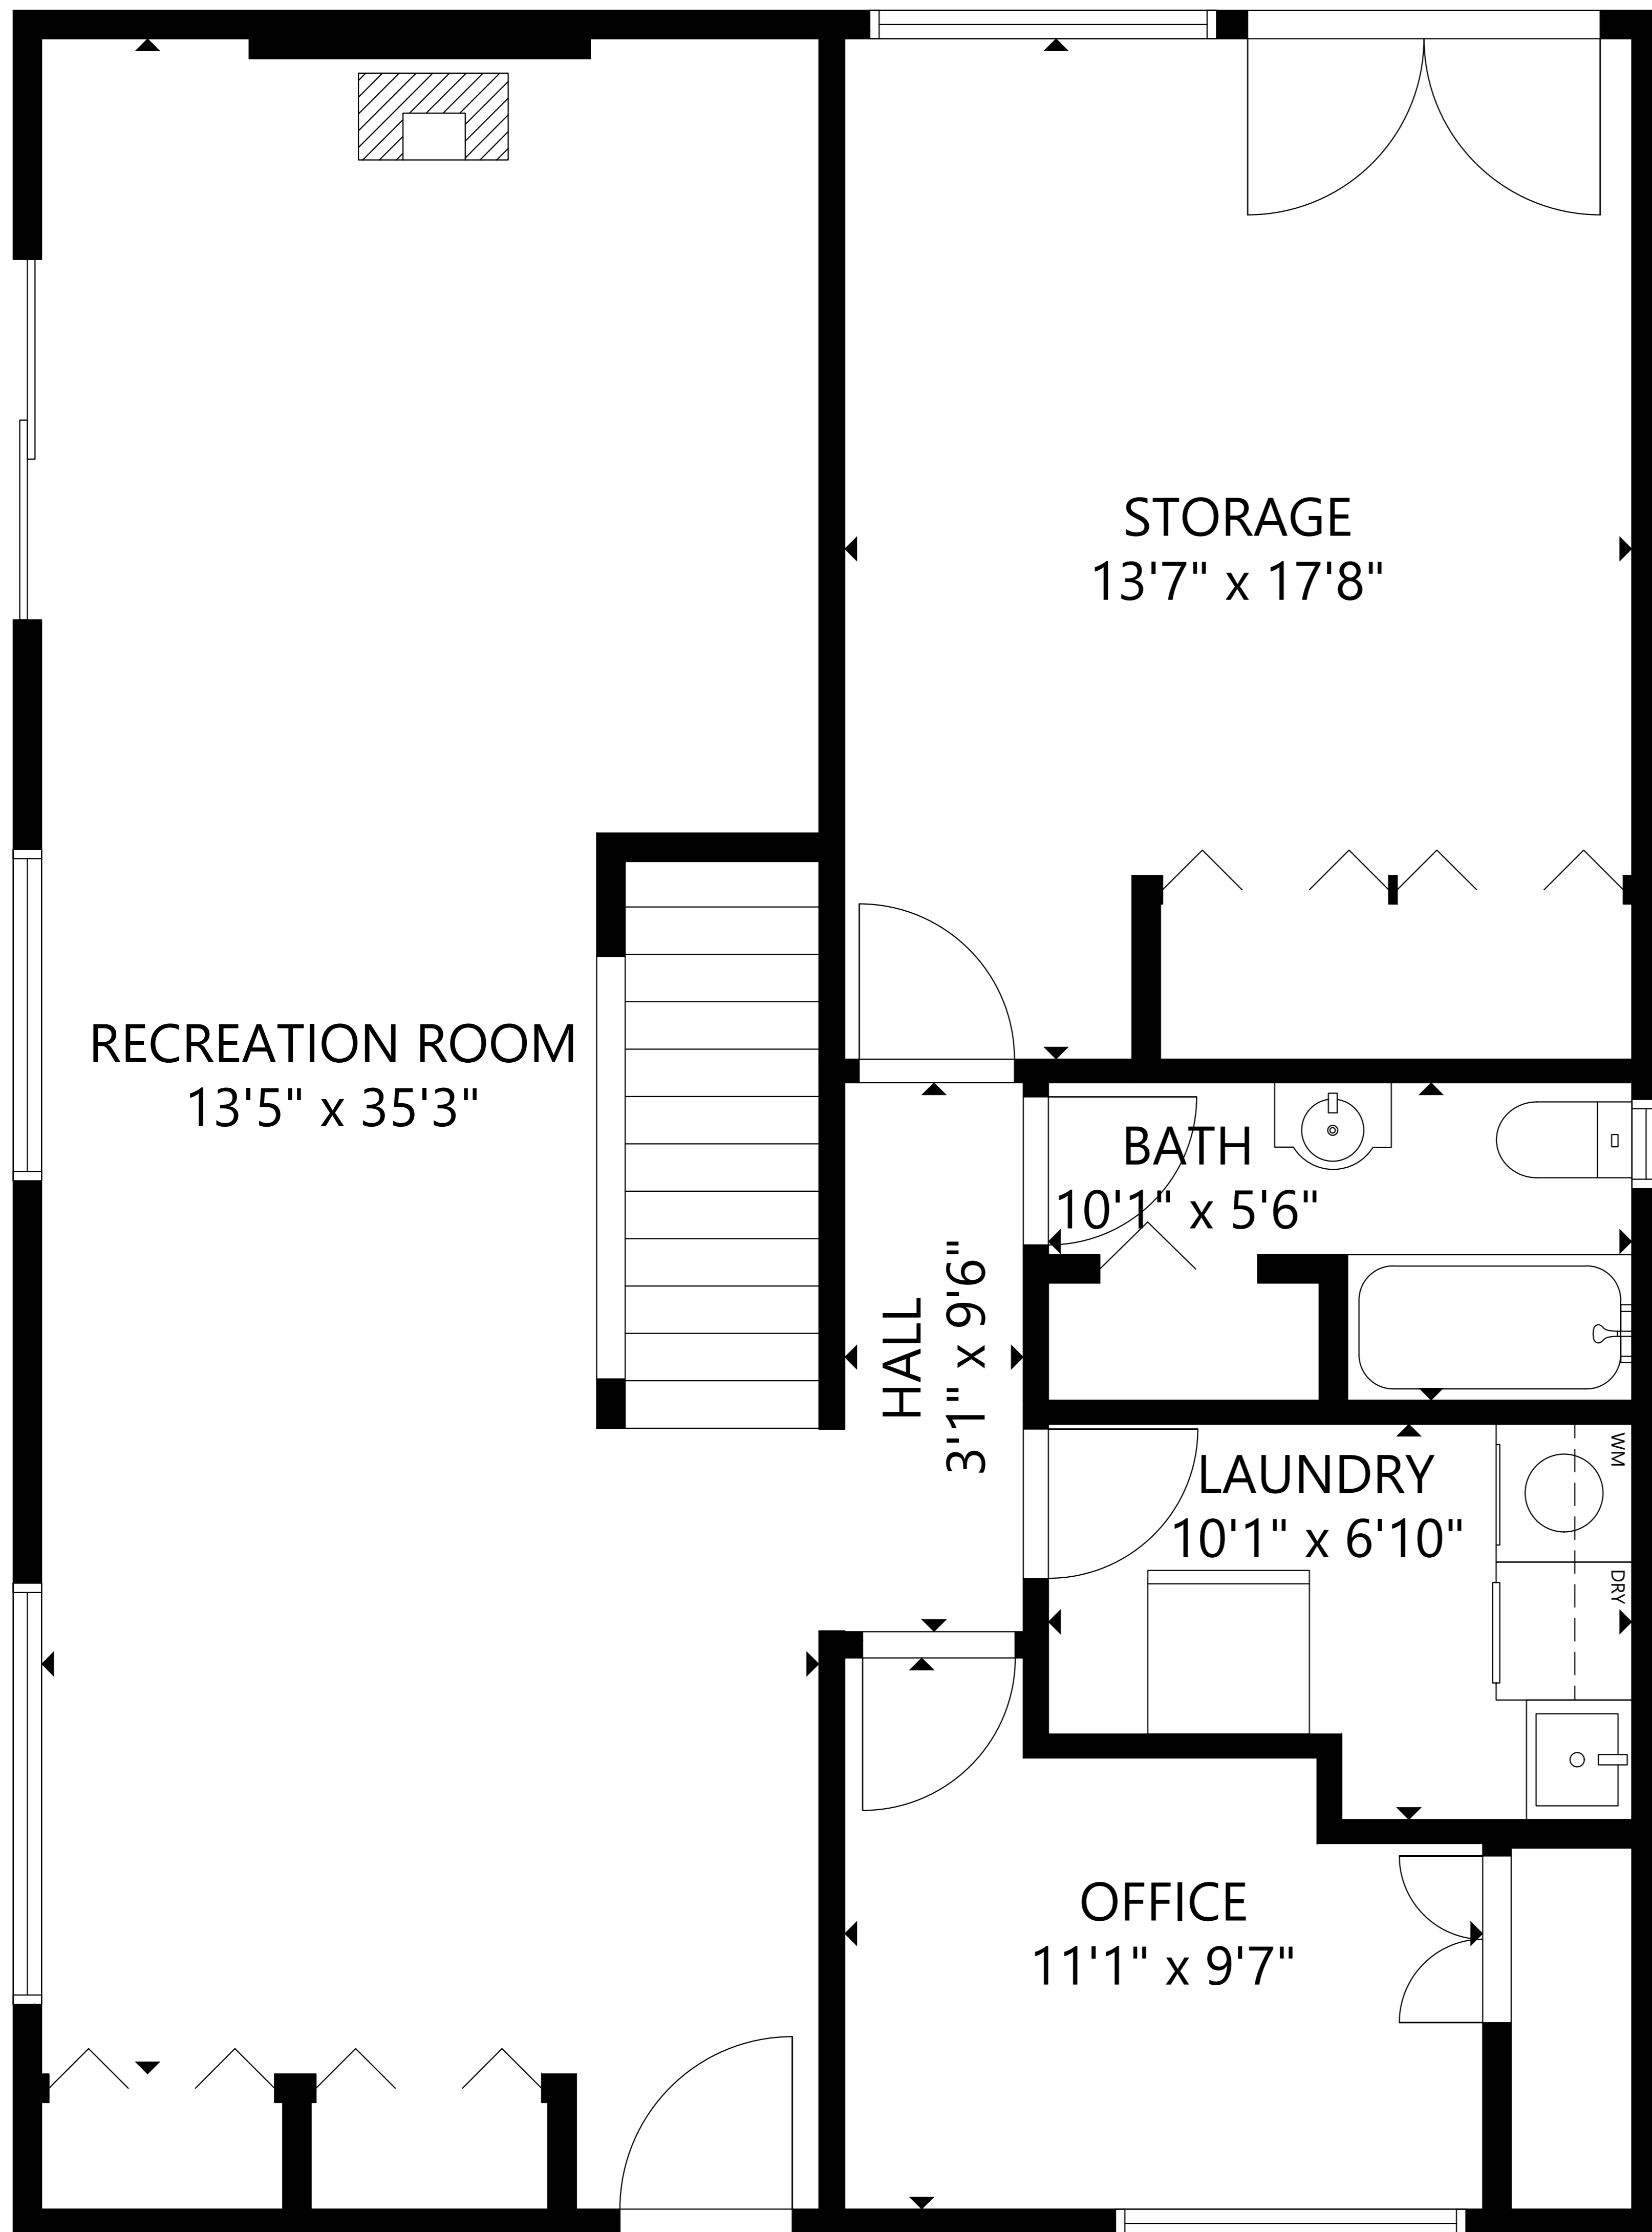 STORAGE
13'7" x 17'8"
RECREATION ROOM
13'5" x 35'3"
BATH
10'1" x 5'6"
HALL
3'1" x 9'6"
WM
LAUNDRY
10'1" x 6'10"
DRY
OFFICE
11'1" x 9'7"